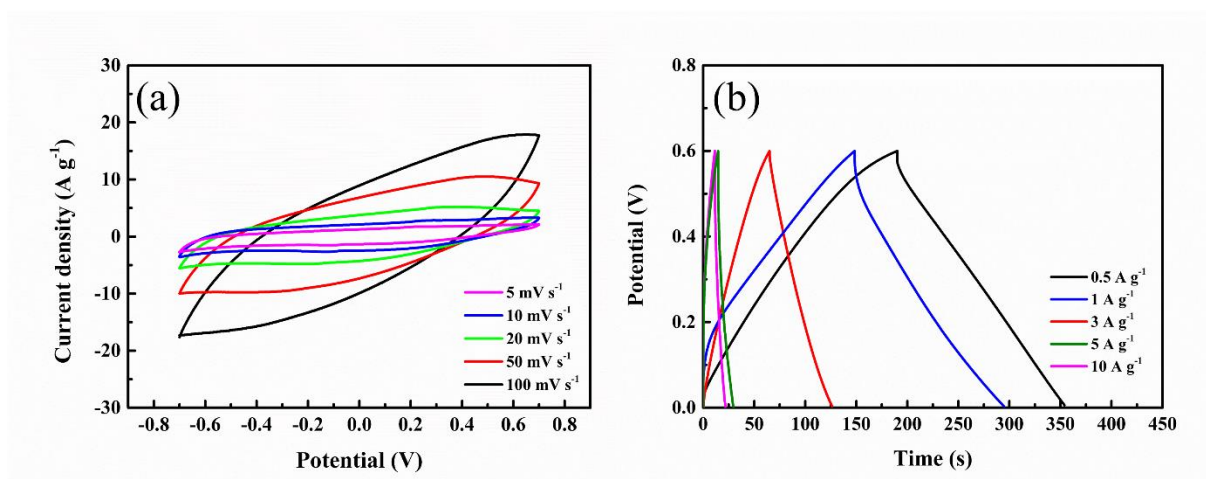 (a)
30
20
10
0
-10
-20
-30
Current density (A g⁻¹)
5 mV s⁻¹
10 mV s⁻¹
20 mV s⁻¹
50 mV s⁻¹
100 mV s⁻¹
-0.8 -0.6 -0.4 -0.2 0.0 0.2 0.4 0.6 0.8
Potential (V)
(b)
0.8
0.6
0.4
0.2
0.0
Potential (V)
0.5 A g⁻¹
1 A g⁻¹
3 A g⁻¹
5 A g⁻¹
10 A g⁻¹
0 50 100 150 200 250 300 350 400 450
Time (s)